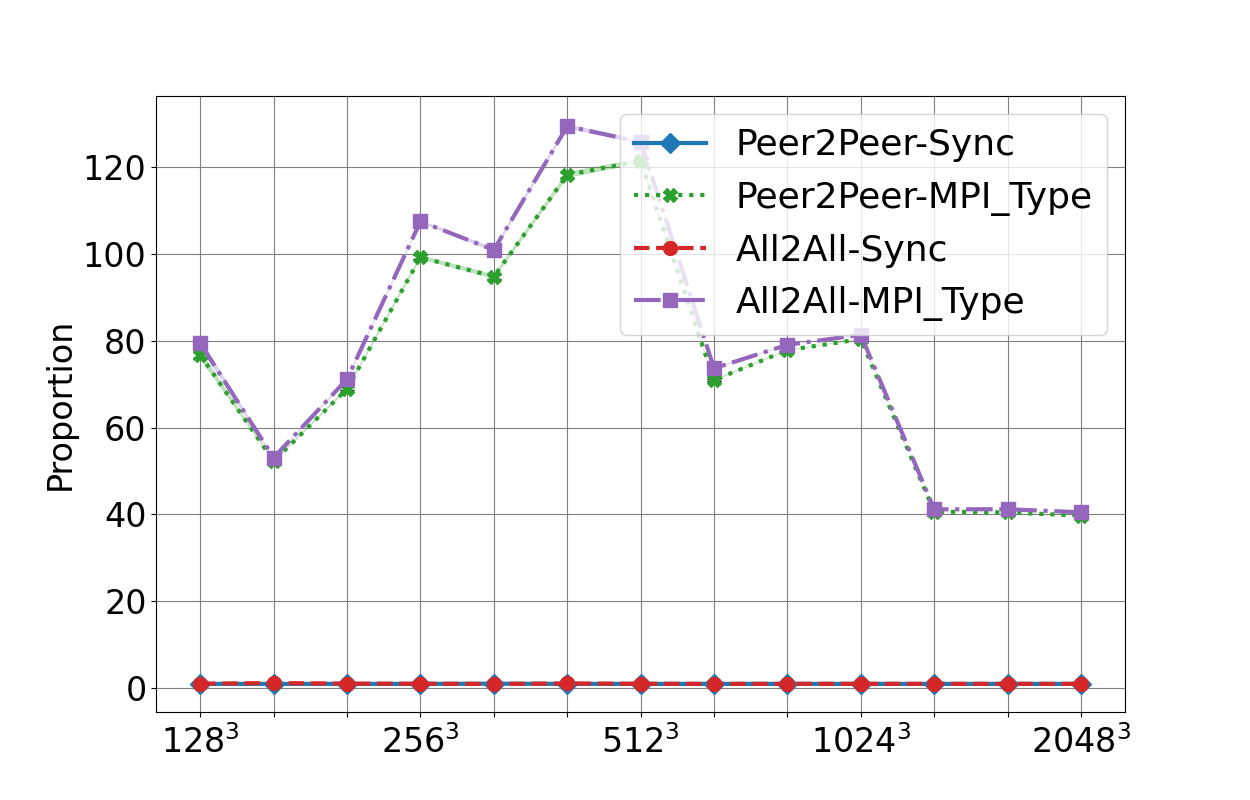 Proportion
120
100
80
60
40
20
0
128³
256³
512³
1024³
2048³
Peer2Peer-Sync
Peer2Peer-MPI_Type
All2All-Sync
All2All-MPI_Type